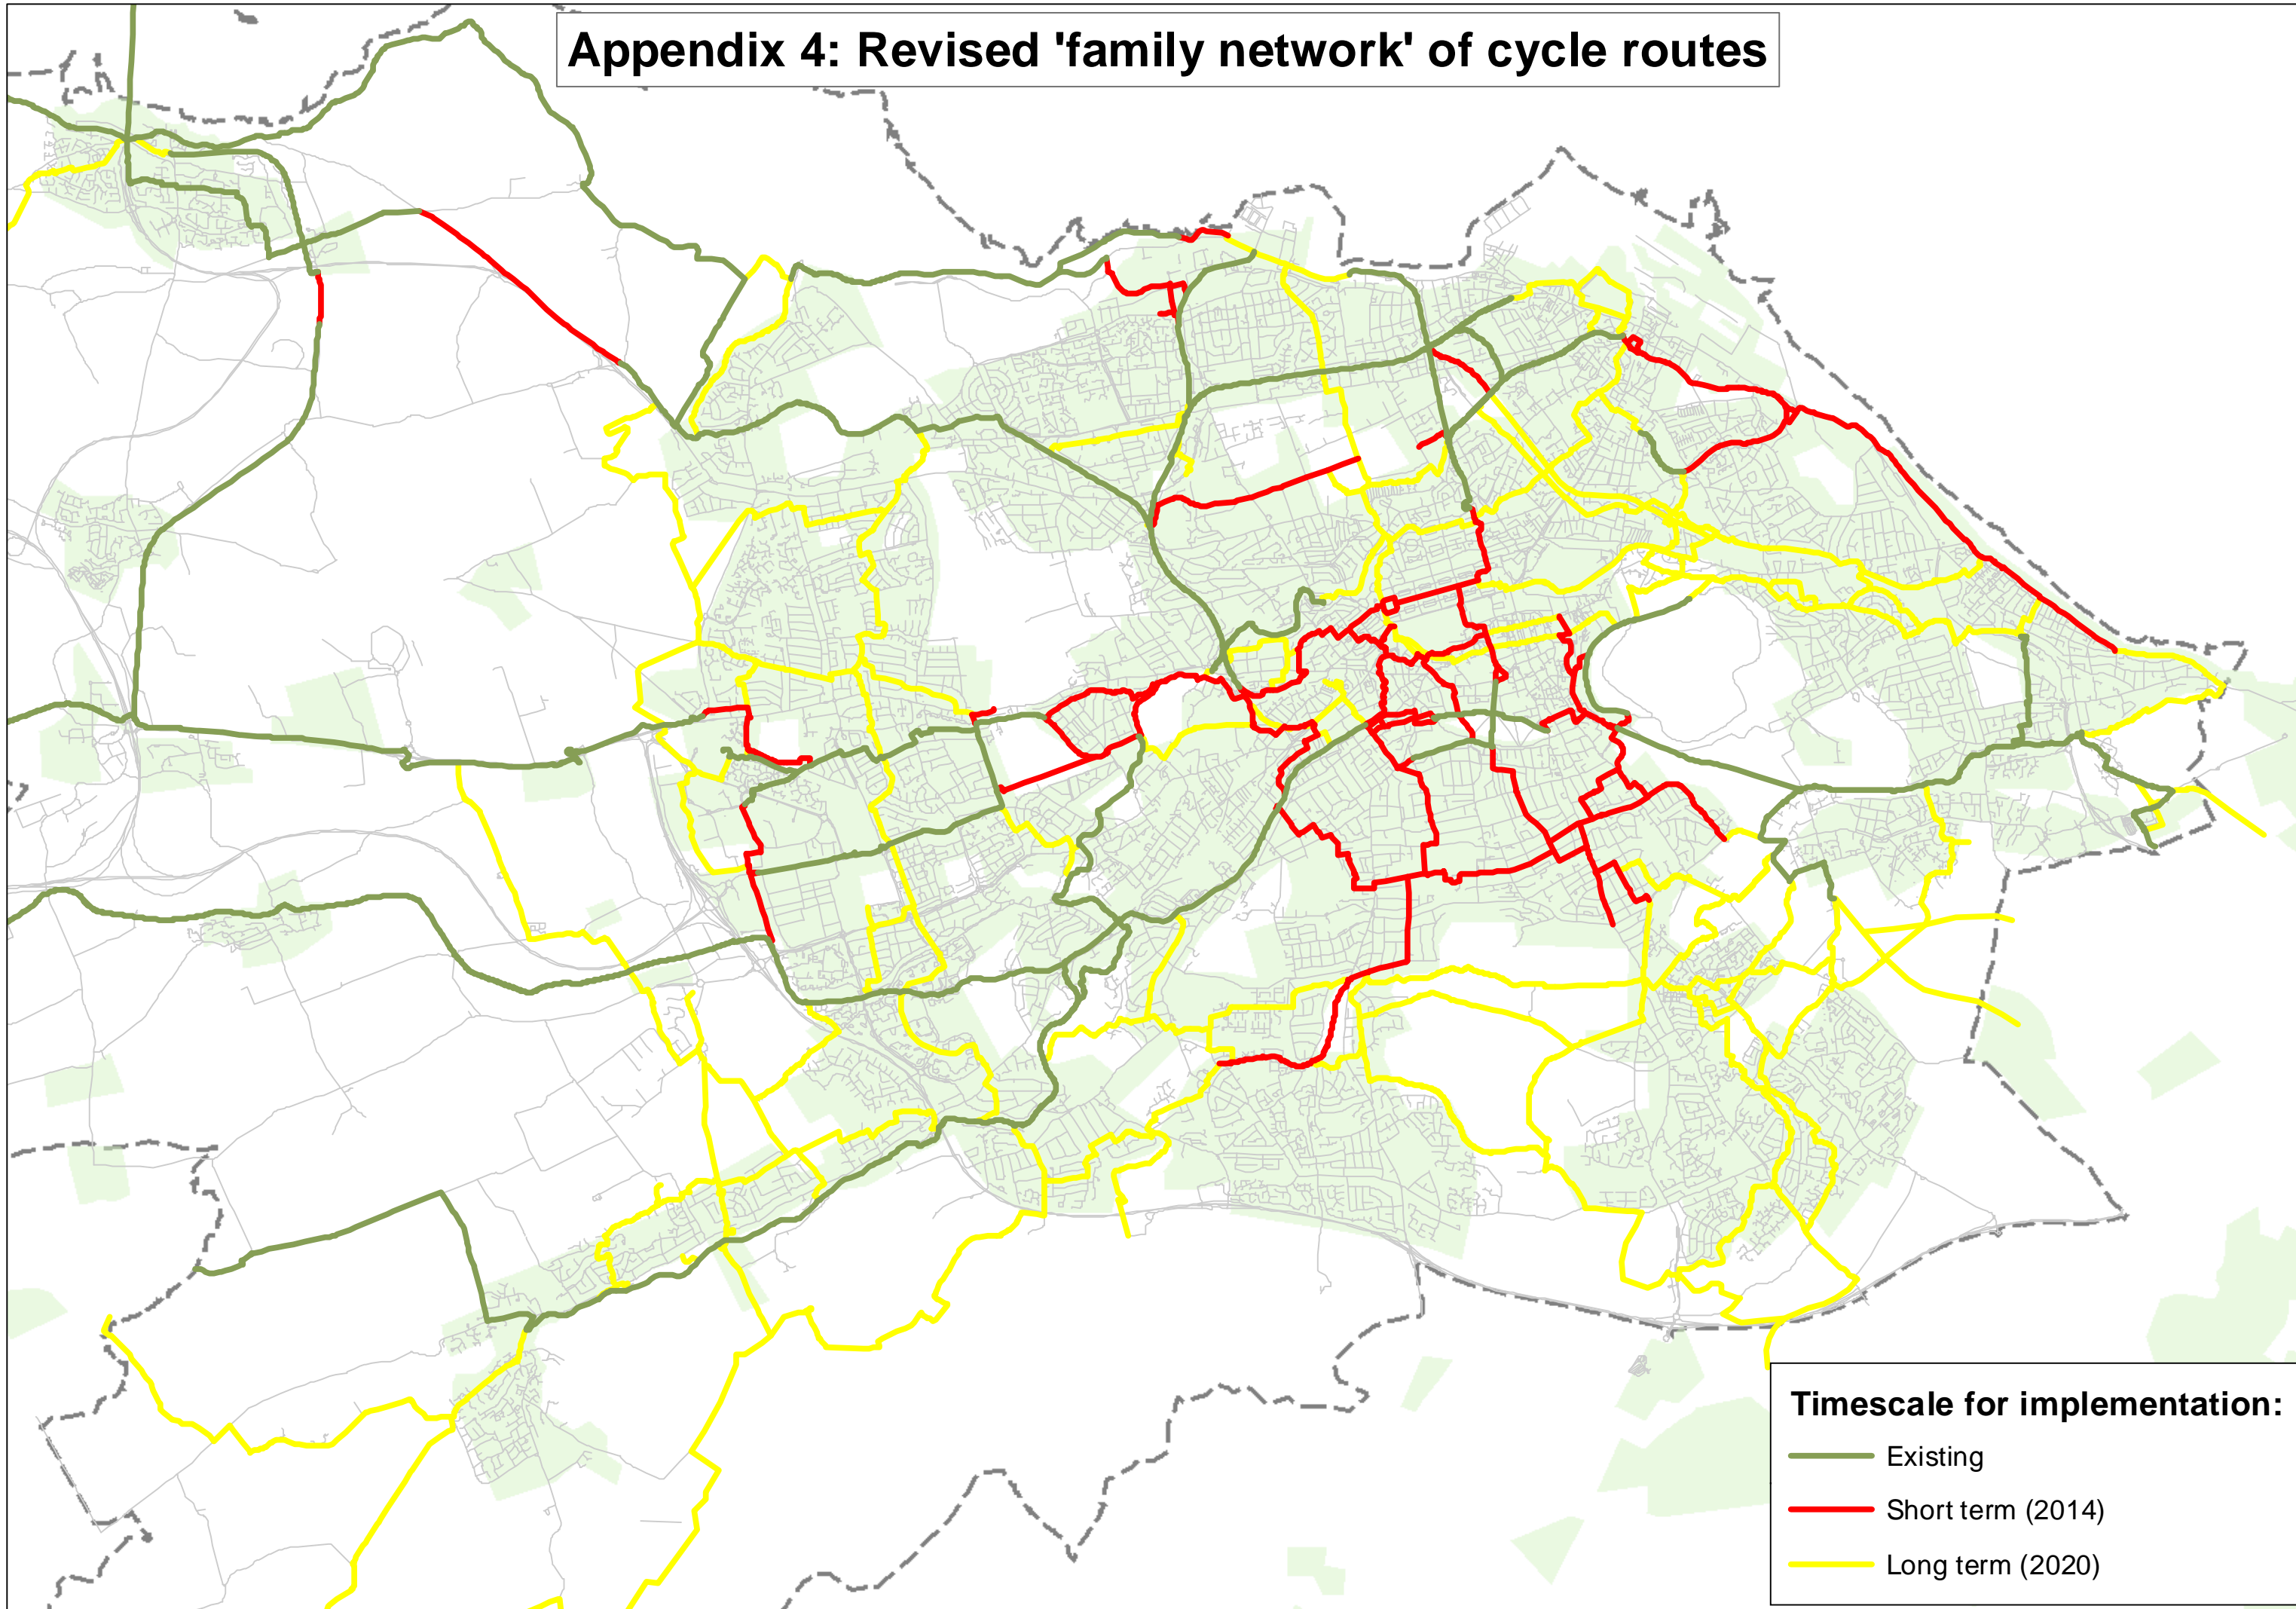 Appendix 4: Revised 'family network' of cycle routes
Timescale for implementation:
Existing
Short term (2014)
Long term (2020)